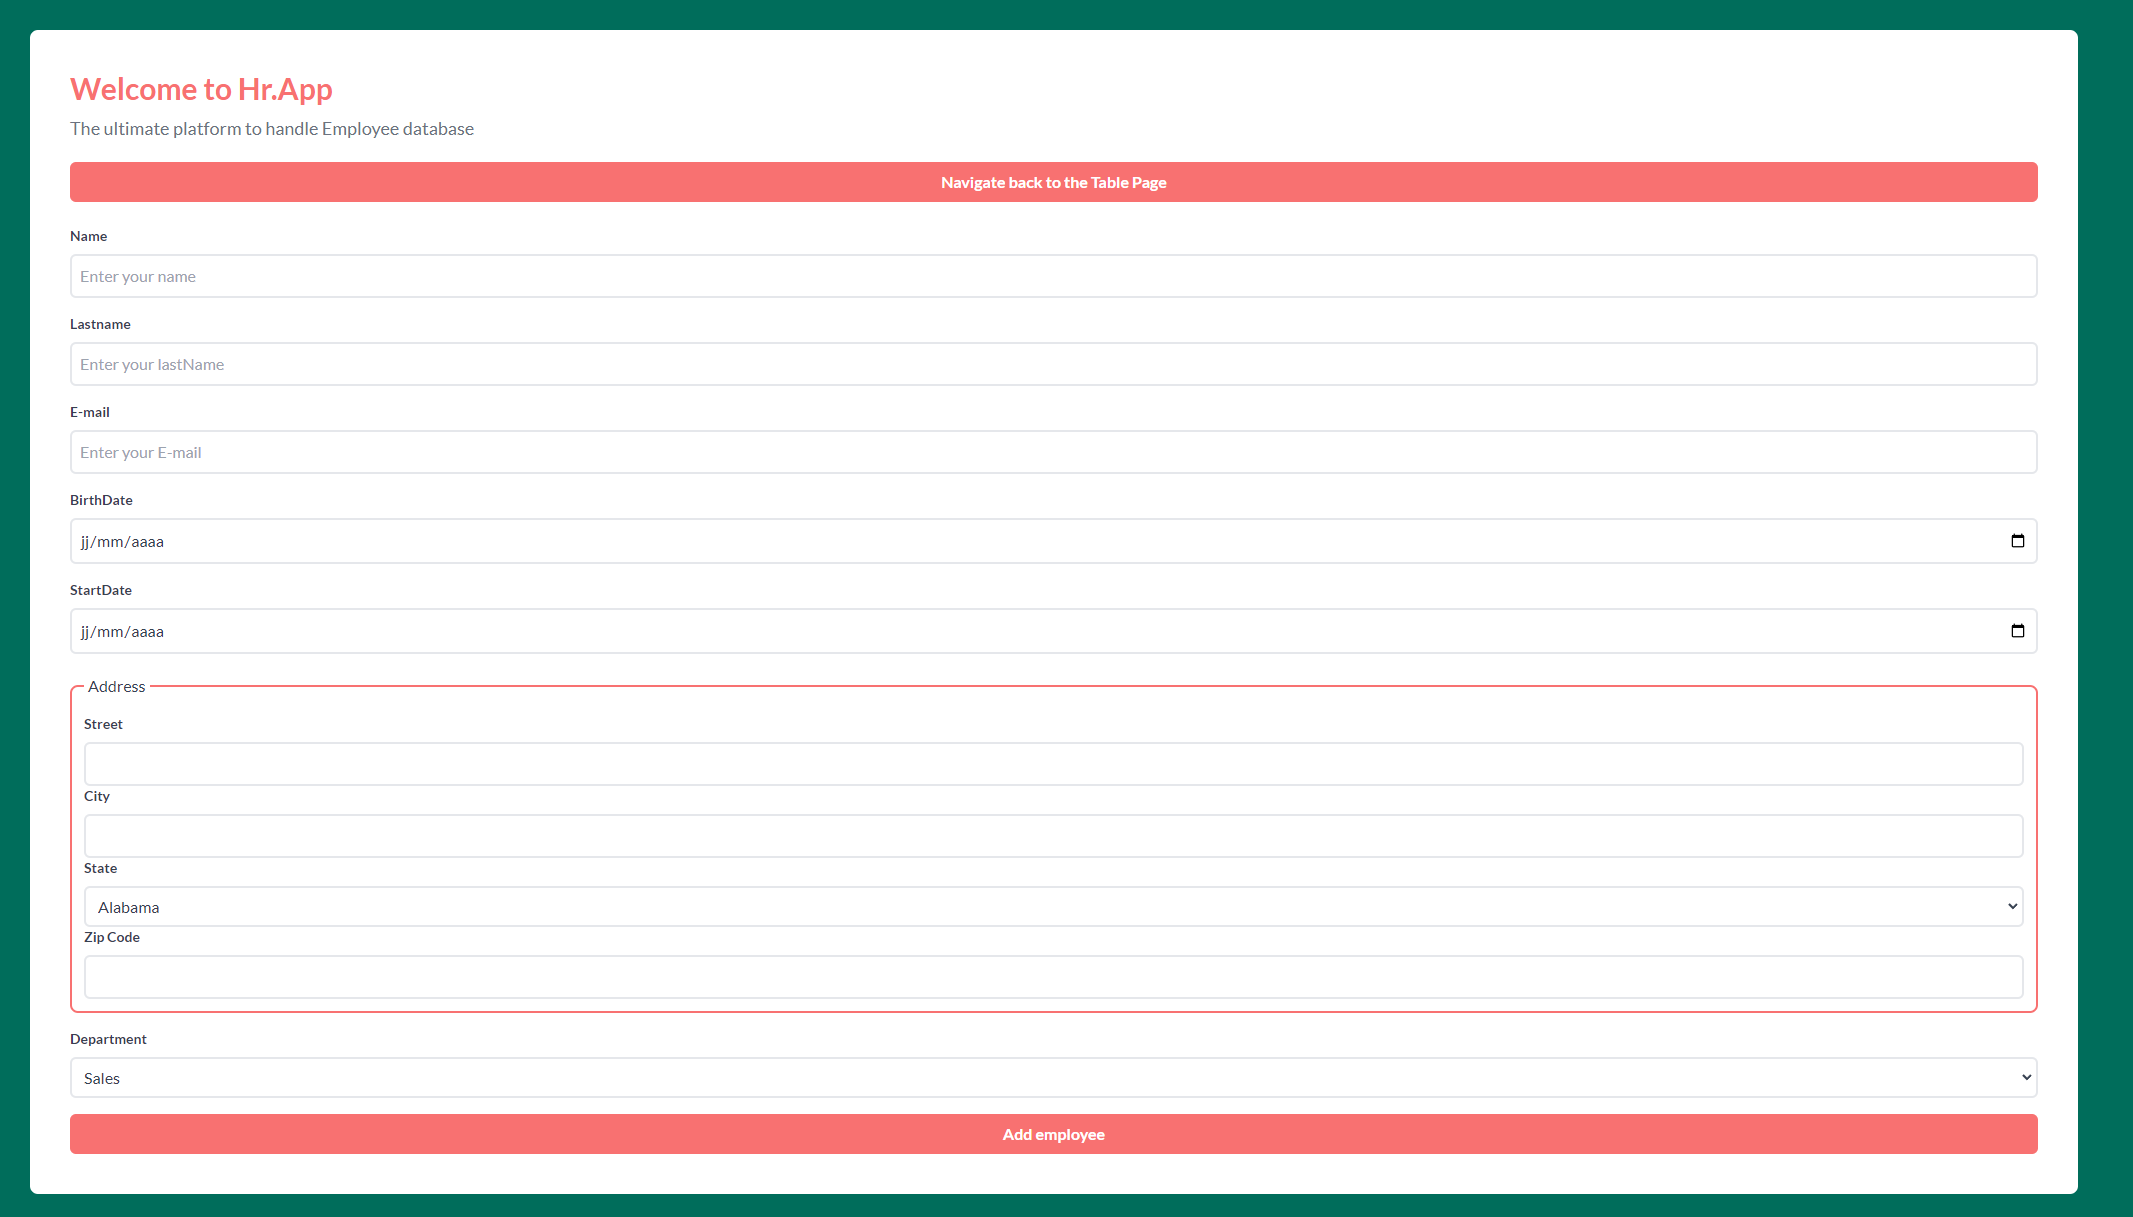 Welcome to Hr.App
The ultimate platform to handle Employee database
Navigate back to the Table Page
Name
Enter your name
Lastname
Enter your lastName
E-mail
Enter your E-mail
BirthDate
jj/mm/aaaa
StartDate
jj/mm/aaaa
Address
Street
City
State
Alabama
Zip Code
Department
Sales
Add employee